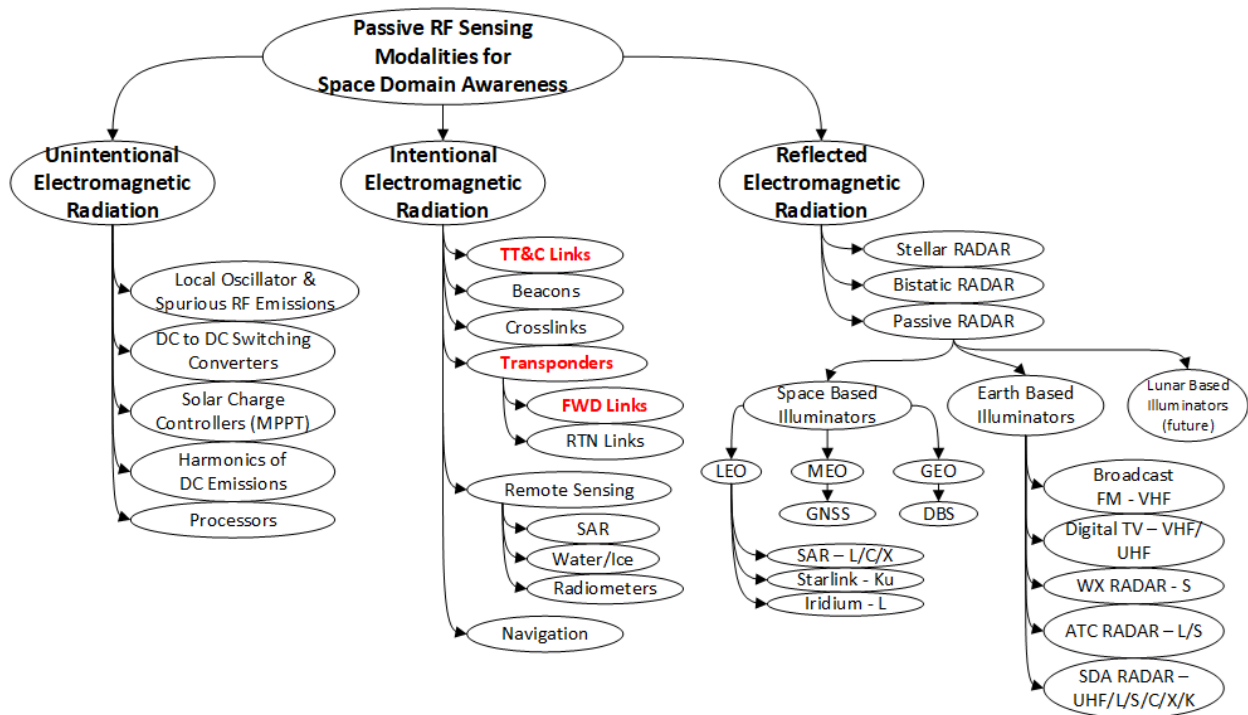 Passive RF Sensing
Modalities for
Space Domain Awareness
Unintentional
Electromagnetic
Radiation
Local Oscillator &
Spurious RF Emissions
DC to DC Switching
Converters
Solar Charge
Controllers (MPPT)
Harmonics of
DC Emissions
Processors
Intentional
Electromagnetic
Radiation
TT&C Links
Beacons
Crosslinks
Transponders
FWD Links
RTN Links
Remote Sensing
SAR
Water/Ice
Radiometers
Navigation
Reflected
Electromagnetic
Radiation
Stellar RADAR
Bistatic RADAR
Passive RADAR
Space Based
Illuminators
LEO
MEO
GEO
GNSS
DBS
SAR – L/C/X
Starlink - Ku
Iridium - L
Earth Based
Illuminators
Broadcast
FM - VHF
Digital TV – VHF/
UHF
WX RADAR - S
ATC RADAR – L/S
SDA RADAR –
UHF/L/S/C/X/K
Lunar Based
Illuminators
(future)